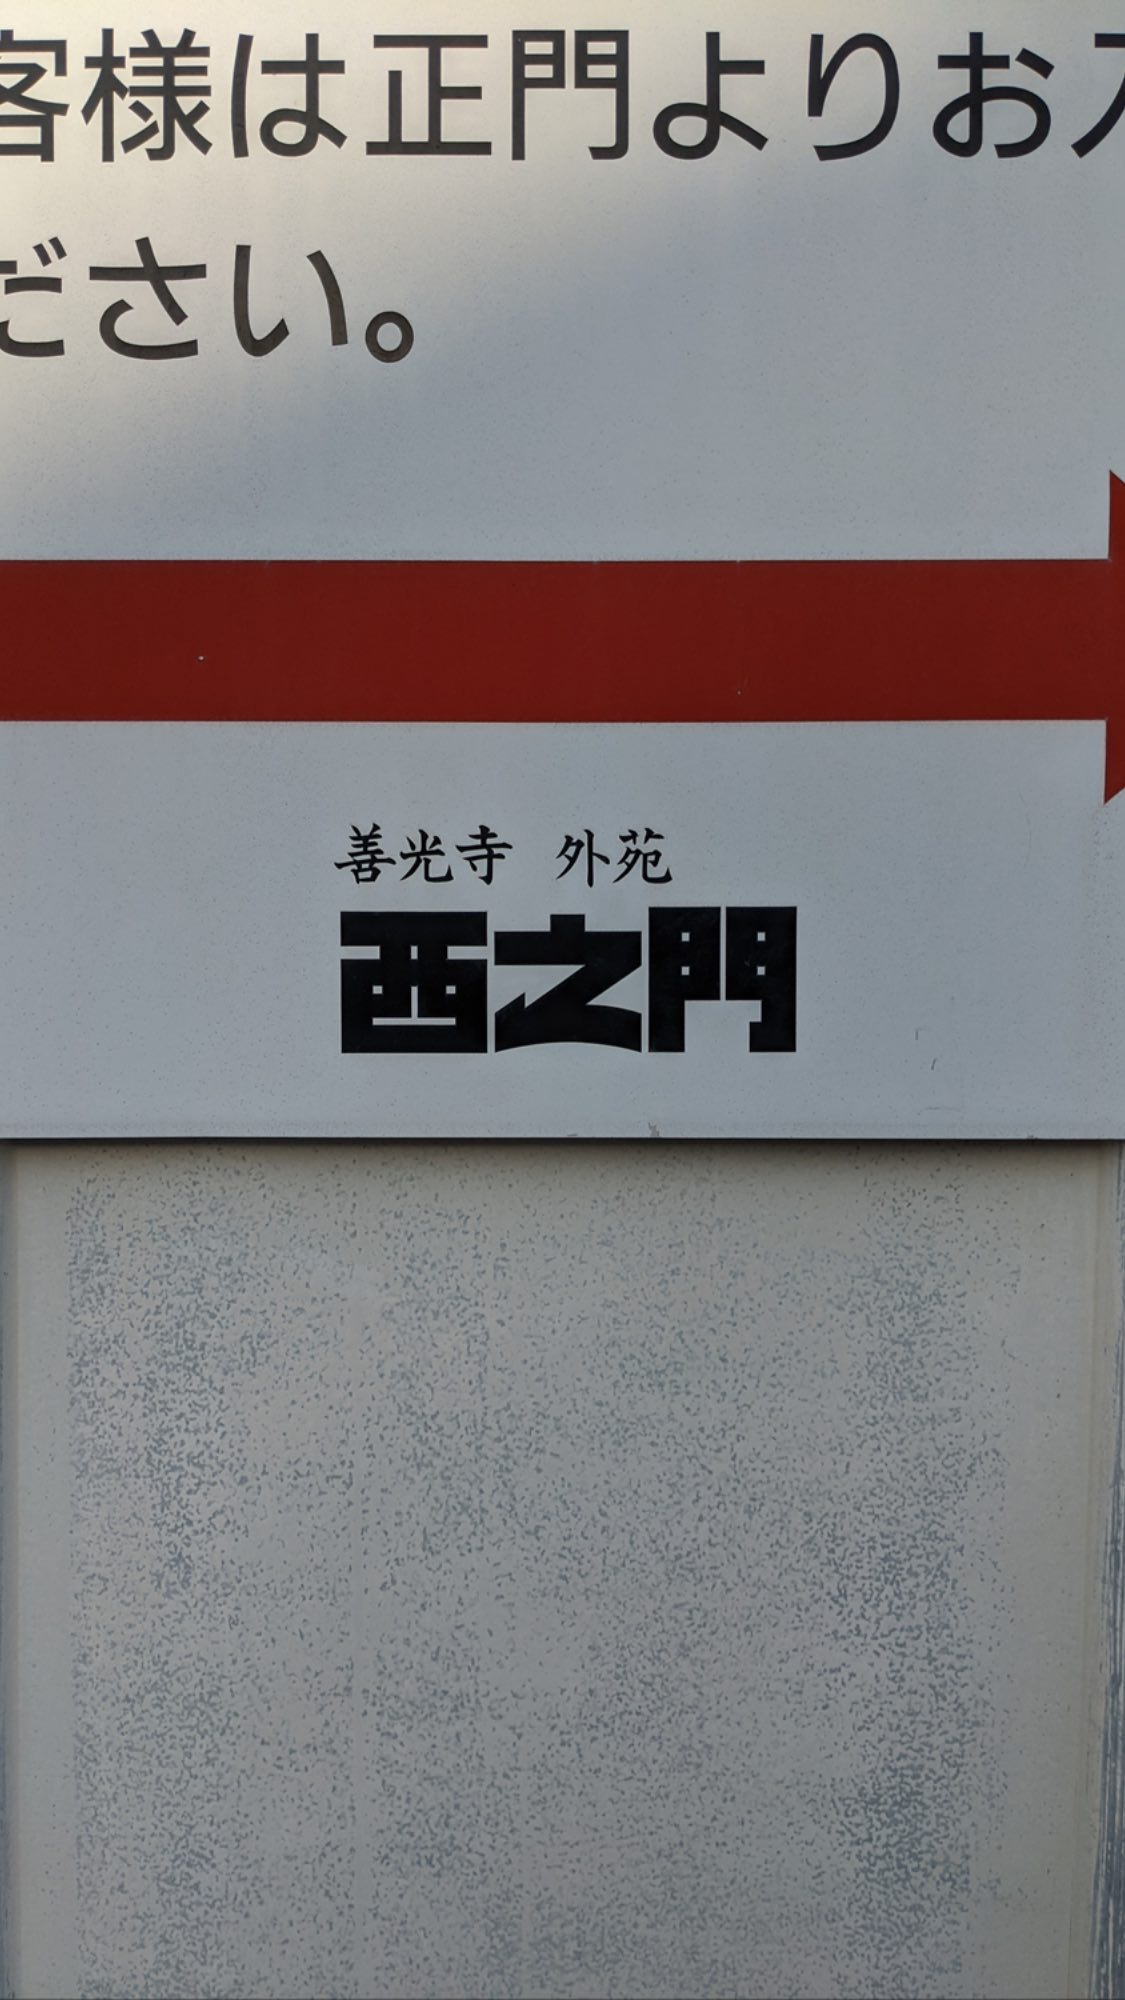 客様は正門よりお入
ださい。
善光寺 外苑
西之門